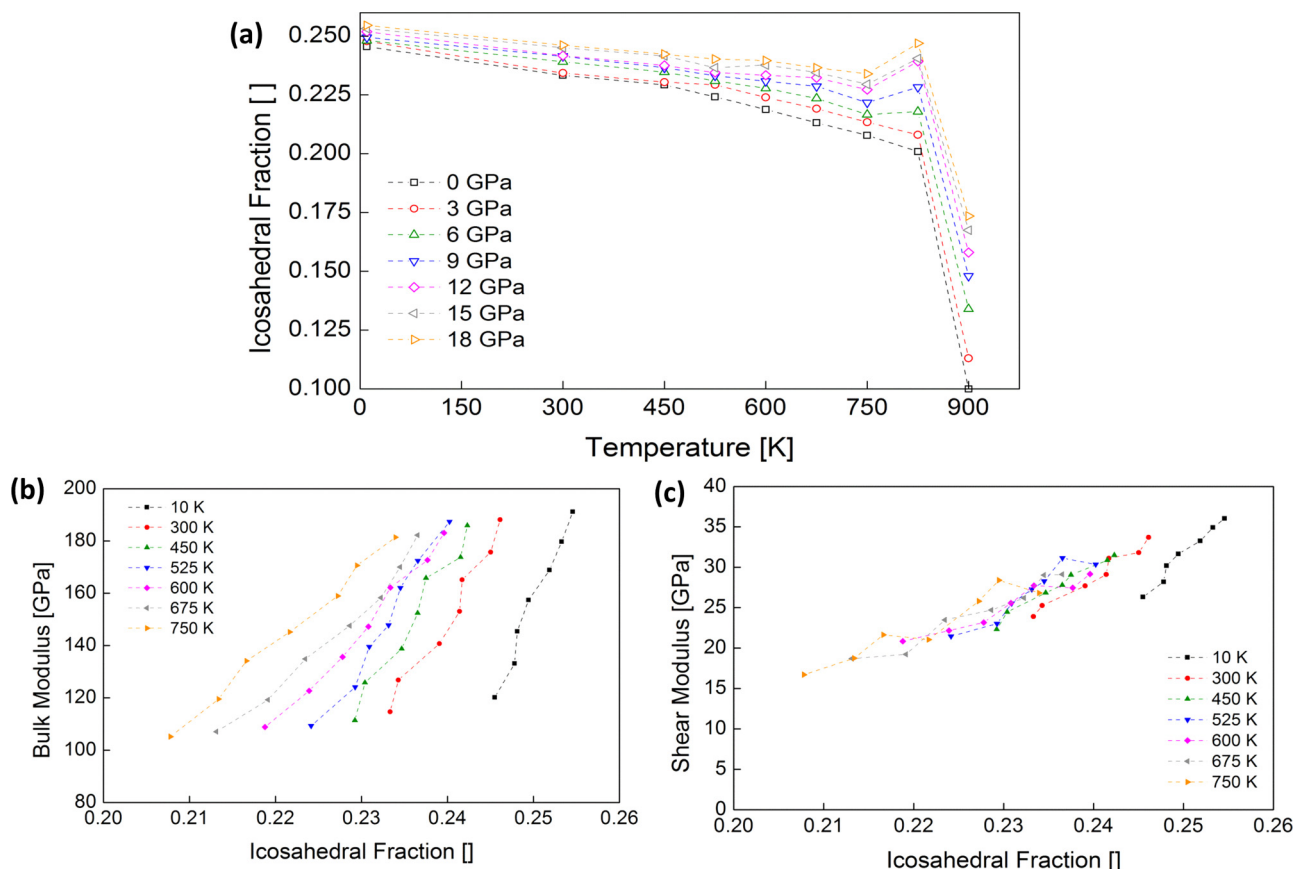 (a)
Icosahedral Fraction [ ]
0.250
0.225
0.200
0.175
0.150
0.125
0.100
0 GPa
3 GPa
6 GPa
9 GPa
12 GPa
15 GPa
18 GPa
0 150 300 450 600 750 900
Temperature [K]
(b)
Bulk Modulus [GPa]
200
180
160
140
120
100
80
10 K
300 K
450 K
525 K
600 K
675 K
750 K
0.20 0.21 0.22 0.23 0.24 0.25 0.26
Icosahedral Fraction []
(c)
Shear Modulus [GPa]
40
35
30
25
20
15
10
5
0
10 K
300 K
450 K
525 K
600 K
675 K
750 K
0.20 0.21 0.22 0.23 0.24 0.25 0.26
Icosahedral Fraction []